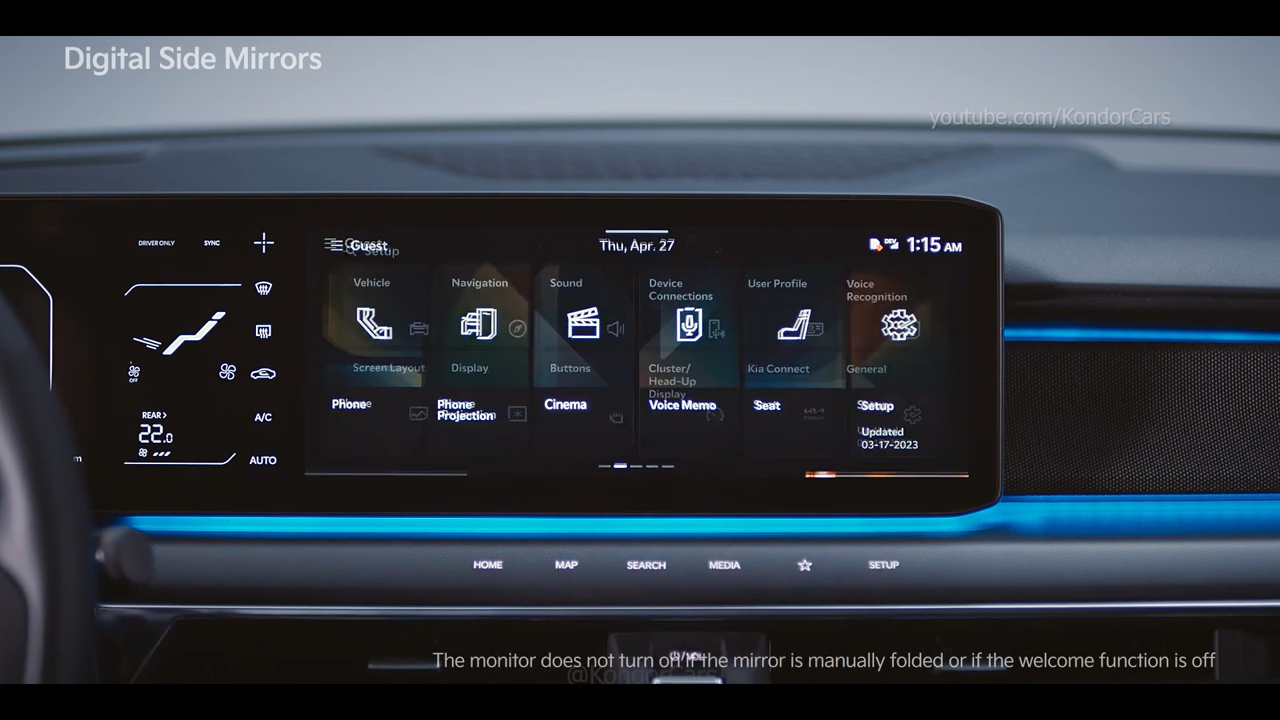 Digital Side Mirrors
youtube.com/KondorCars
DRIVER ONLY
SYNC
Guest
Setup
Thu, Apr. 27
DEV
1:15 AM
Vehicle
Navigation
Sound
Device
Connections
User Profile
Voice
Recognition
Screen Layout
Display
Buttons
Cluster/
Head-Up
Display
Kia Connect
General
OFF
Phone
Phone
Projection
Cinema
Voice Memo
Seat
Setup
Updated
03-17-2023
REAR
22.0
A/C
AUTO
HOME
MAP
SEARCH
MEDIA
SETUP
The monitor does not turn on if the mirror is manually folded or if the welcome function is off
@KondorCars